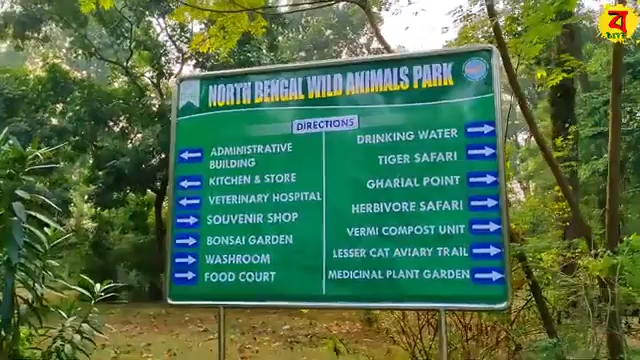 NORTH BENGAL WILD ANIMALS PARK
DIRECTIONS
ADMINISTRATIVE
BUILDING
KITCHEN & STORE
VETERINARY HOSPITAL
SOUVENIR SHOP
BONSAI GARDEN
WASHROOM
FOOD COURT
DRINKING WATER
TIGER SAFARI
GHARIAL POINT
HERBIVORE SAFARI
VERMI COMPOST UNIT
LESSER CAT AVIARY TRAIL
MEDICINAL PLANT GARDEN